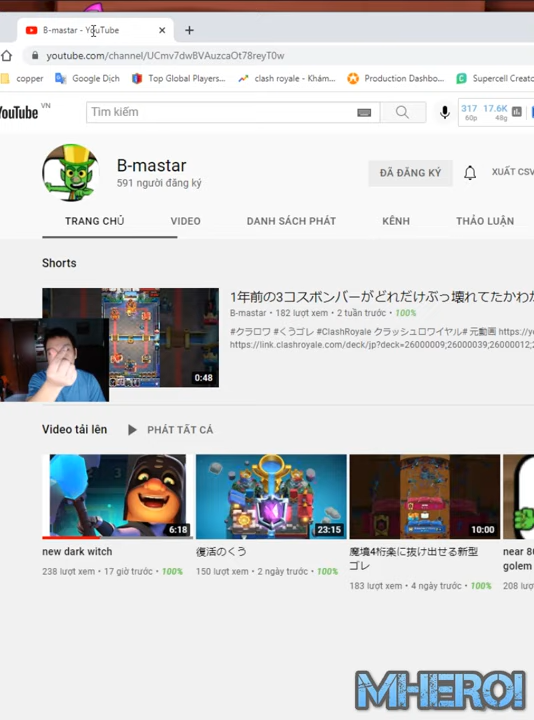 B-mastar - YouTube
youtube.com/channel/UCmv7dwBVAuzcaOt78reyT0w
copper Google Dịch Top Global Players... clash royale - Khám... Production Dashbo... Supercell Creato
YouTube VN Tìm kiếm 317 17.6K
60p 48g
B-mastar
591 người đăng ký
ĐÃ ĐĂNG KÝ XUẤT CSV
TRANG CHỦ VIDEO DANH SÁCH PHÁT KÊNH THẢO LUẬN
Shorts
1年前の3コスボンバーがどれだけぶっ壊れてたかわか
B-mastar • 182 lượt xem • 2 tuần trước • 100%
#クラロワ #くうゴレ #ClashRoyale クラッシュロワイヤル# 元動画 https://yo
https://link.clashroyale.com/deck/jp?deck=26000009;26000039;26000012;
0:48
Video tải lên PHÁT TẤT CẢ
6:18 23:15 10:00
new dark witch 復活のくう 魔境4桁楽に抜け出せる新型 near 80
ゴレ golem
238 lượt xem • 17 giờ trước • 100% 150 lượt xem • 2 ngày trước • 100% 183 lượt xem • 4 ngày trước • 100% 208 lượ
MHEROI